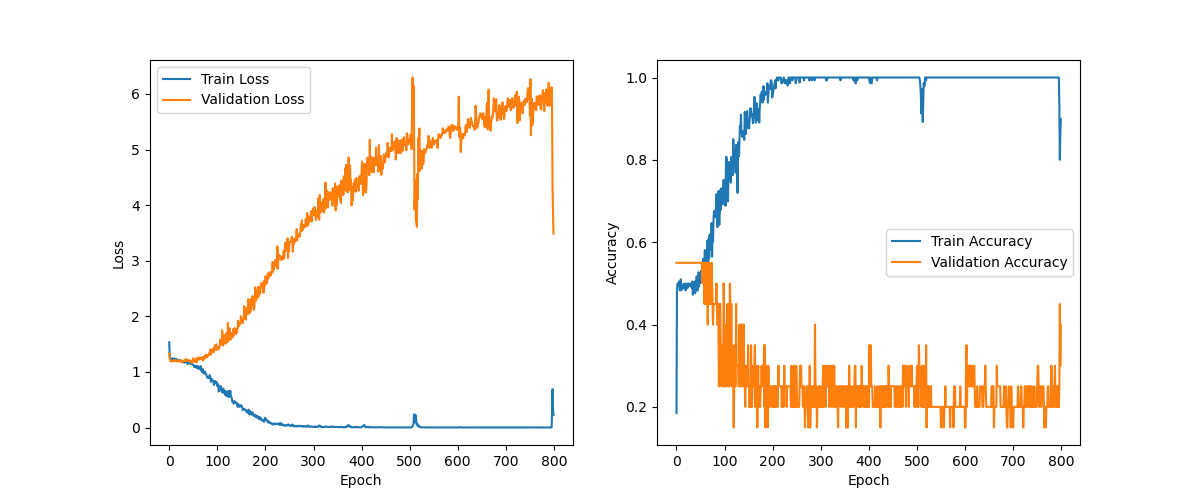 Train Loss
Validation Loss
6
5
4
3
2
1
0
Loss
0 100 200 300 400 500 600 700 800
Epoch
1.0
0.8
0.6
0.4
0.2
Accuracy
Train Accuracy
Validation Accuracy
0 100 200 300 400 500 600 700 800
Epoch